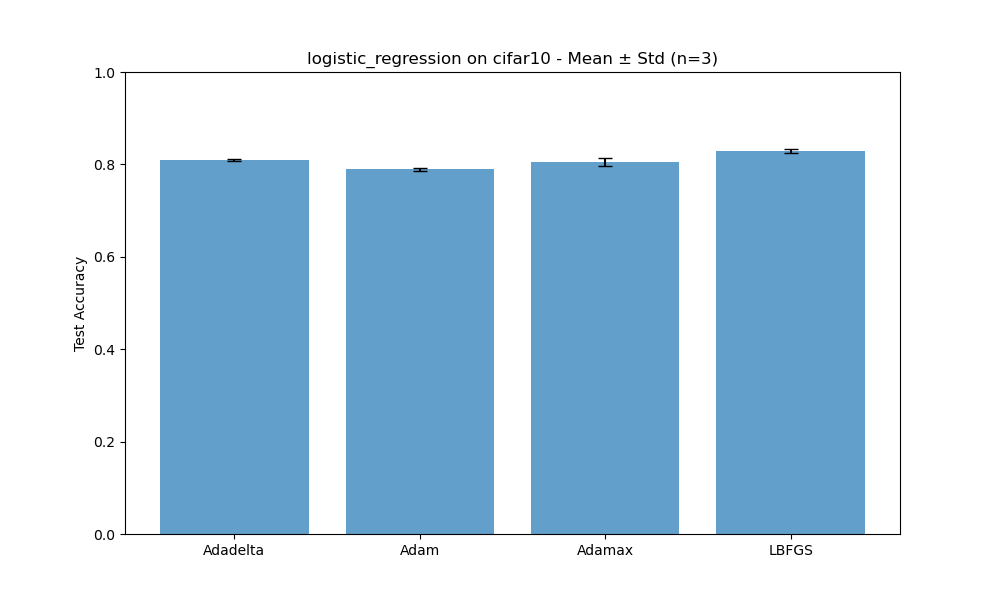 logistic_regression on cifar10 - Mean ± Std (n=3)
1.0
0.8
0.6
0.4
0.2
0.0
Test Accuracy
Adadelta Adam Adamax LBFGS